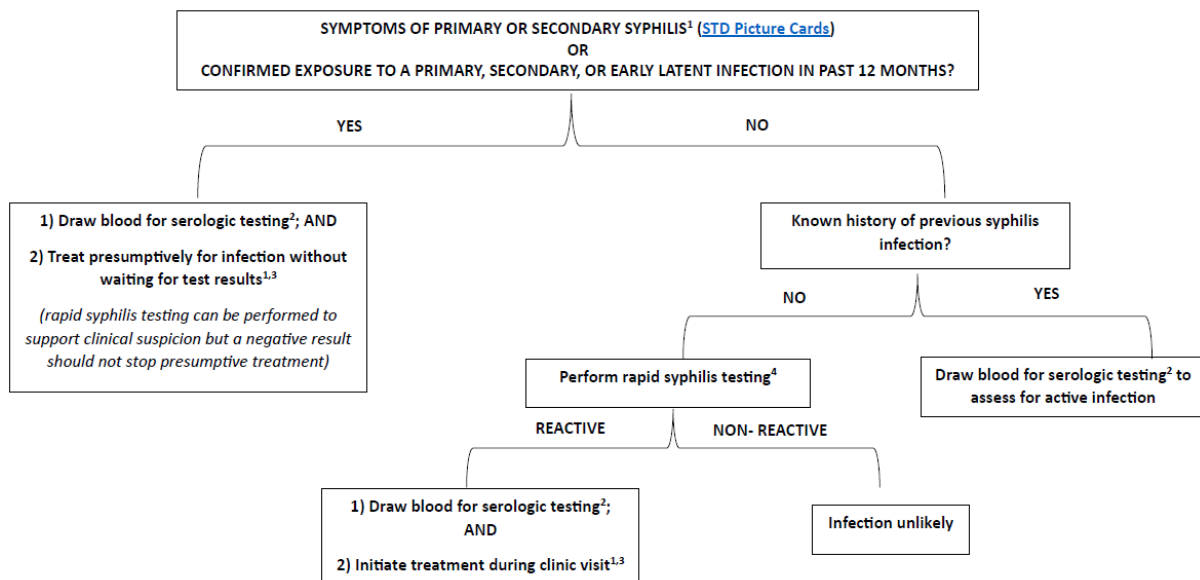 SYMPTOMS OF PRIMARY OR SECONDARY SYPHILIS¹ (STD Picture Cards)
OR
CONFIRMED EXPOSURE TO A PRIMARY, SECONDARY, OR EARLY LATENT INFECTION IN PAST 12 MONTHS?
YES
NO
1) Draw blood for serologic testing²; AND
2) Treat presumptively for infection without
waiting for test results¹,³
(rapid syphilis testing can be performed to
support clinical suspicion but a negative result
should not stop presumptive treatment)
Known history of previous syphilis
infection?
NO
YES
Perform rapid syphilis testing⁴
Draw blood for serologic testing² to
assess for active infection
REACTIVE
NON- REACTIVE
1) Draw blood for serologic testing²;
AND
2) Initiate treatment during clinic visit¹,³
Infection unlikely